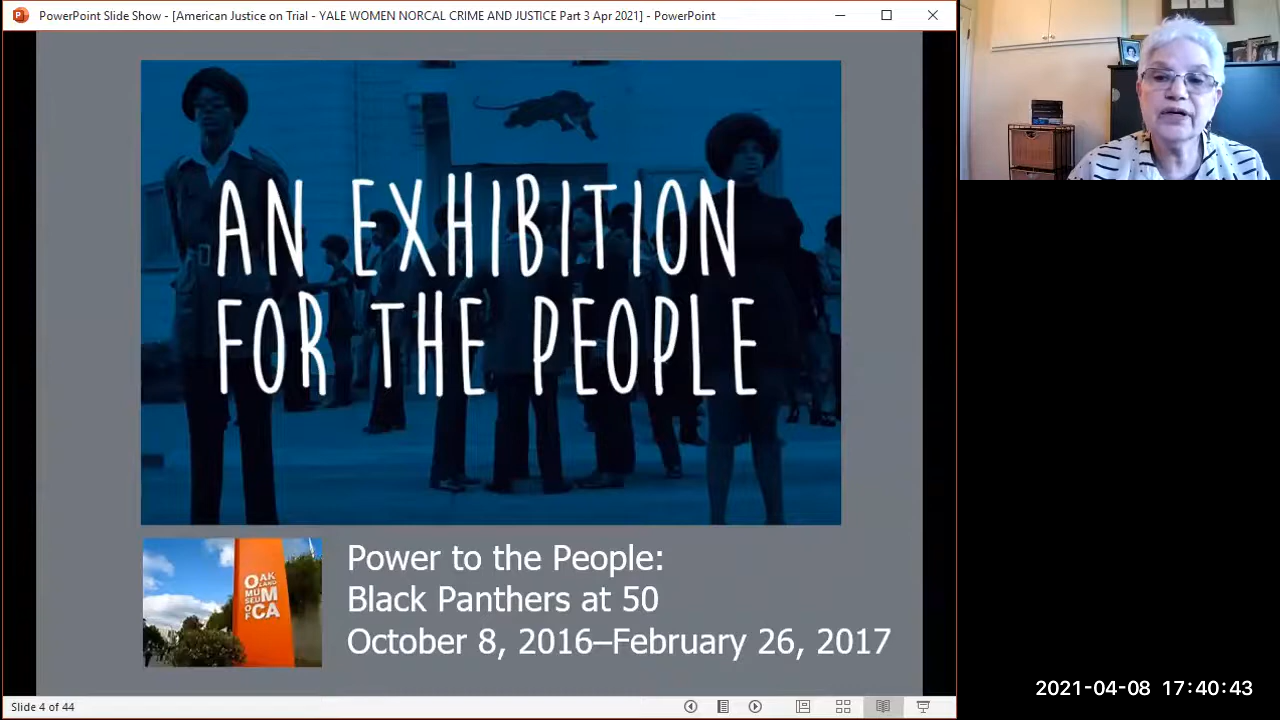 PowerPoint Slide Show - [American Justice on Trial - YALE WOMEN NORCAL CRIME AND JUSTICE Part 3 Apr 2021] - PowerPoint
AN EXHIBITION
FOR THE PEOPLE
OAK
LAND
MU
SEUM
OF CA
Power to the People:
Black Panthers at 50
October 8, 2016–February 26, 2017
Slide 4 of 44
2021-04-08 17:40:43